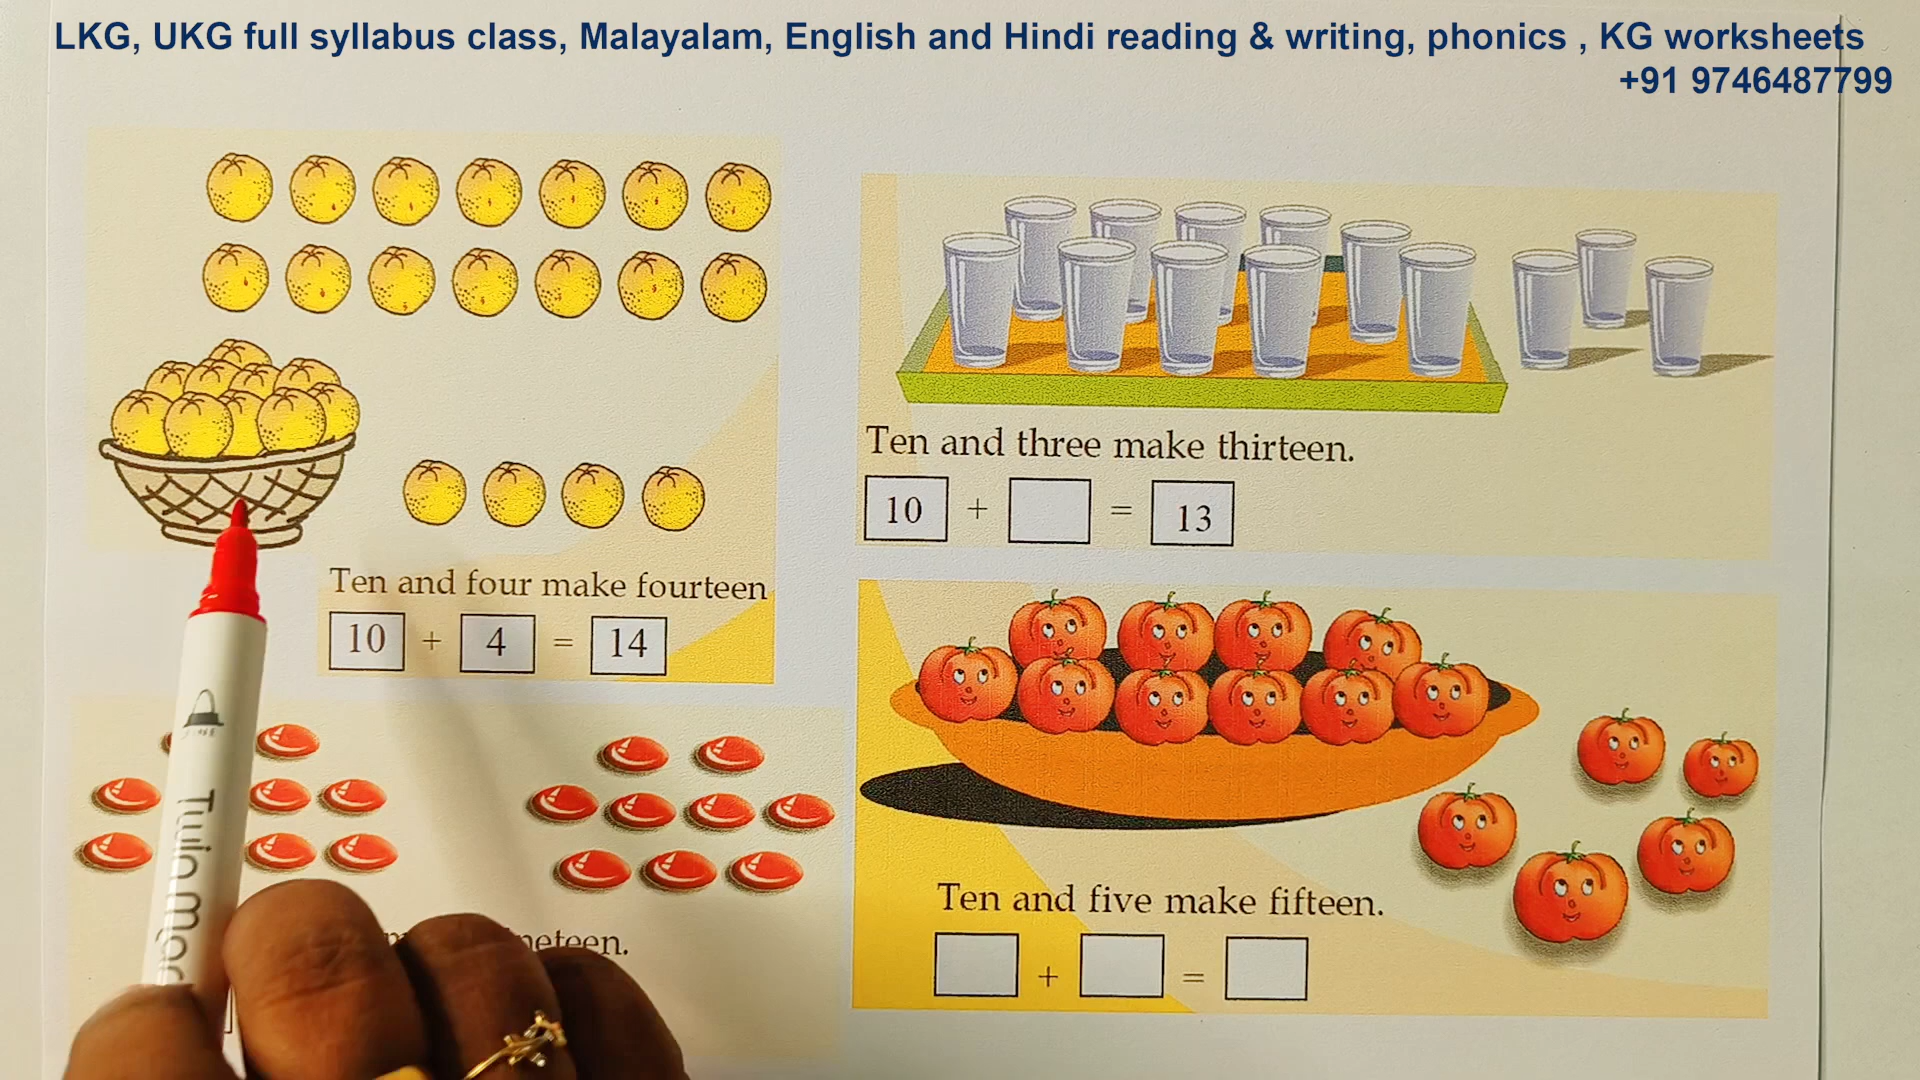 LKG, UKG full syllabus class, Malayalam, English and Hindi reading & writing, phonics , KG worksheets
+91 9746487799
Ten and four make fourteen
10 + 4 = 14
Ten and three make thirteen.
10 + = 13
Ten and five make fifteen.
+ =
Twin